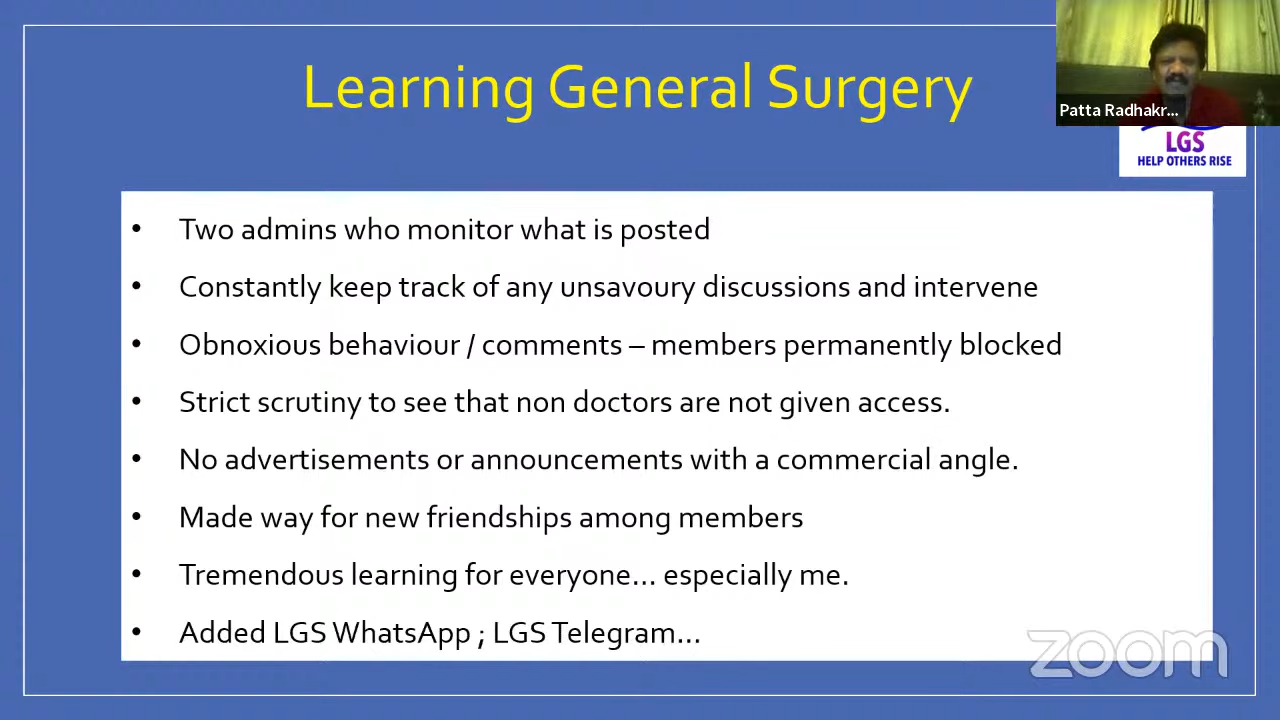 Learning General Surgery
Patta Radhakr...
LGS
HELP OTHERS RISE
• Two admins who monitor what is posted
• Constantly keep track of any unsavoury discussions and intervene
• Obnoxious behaviour / comments – members permanently blocked
• Strict scrutiny to see that non doctors are not given access.
• No advertisements or announcements with a commercial angle.
• Made way for new friendships among members
• Tremendous learning for everyone... especially me.
• Added LGS WhatsApp ; LGS Telegram...
zoom